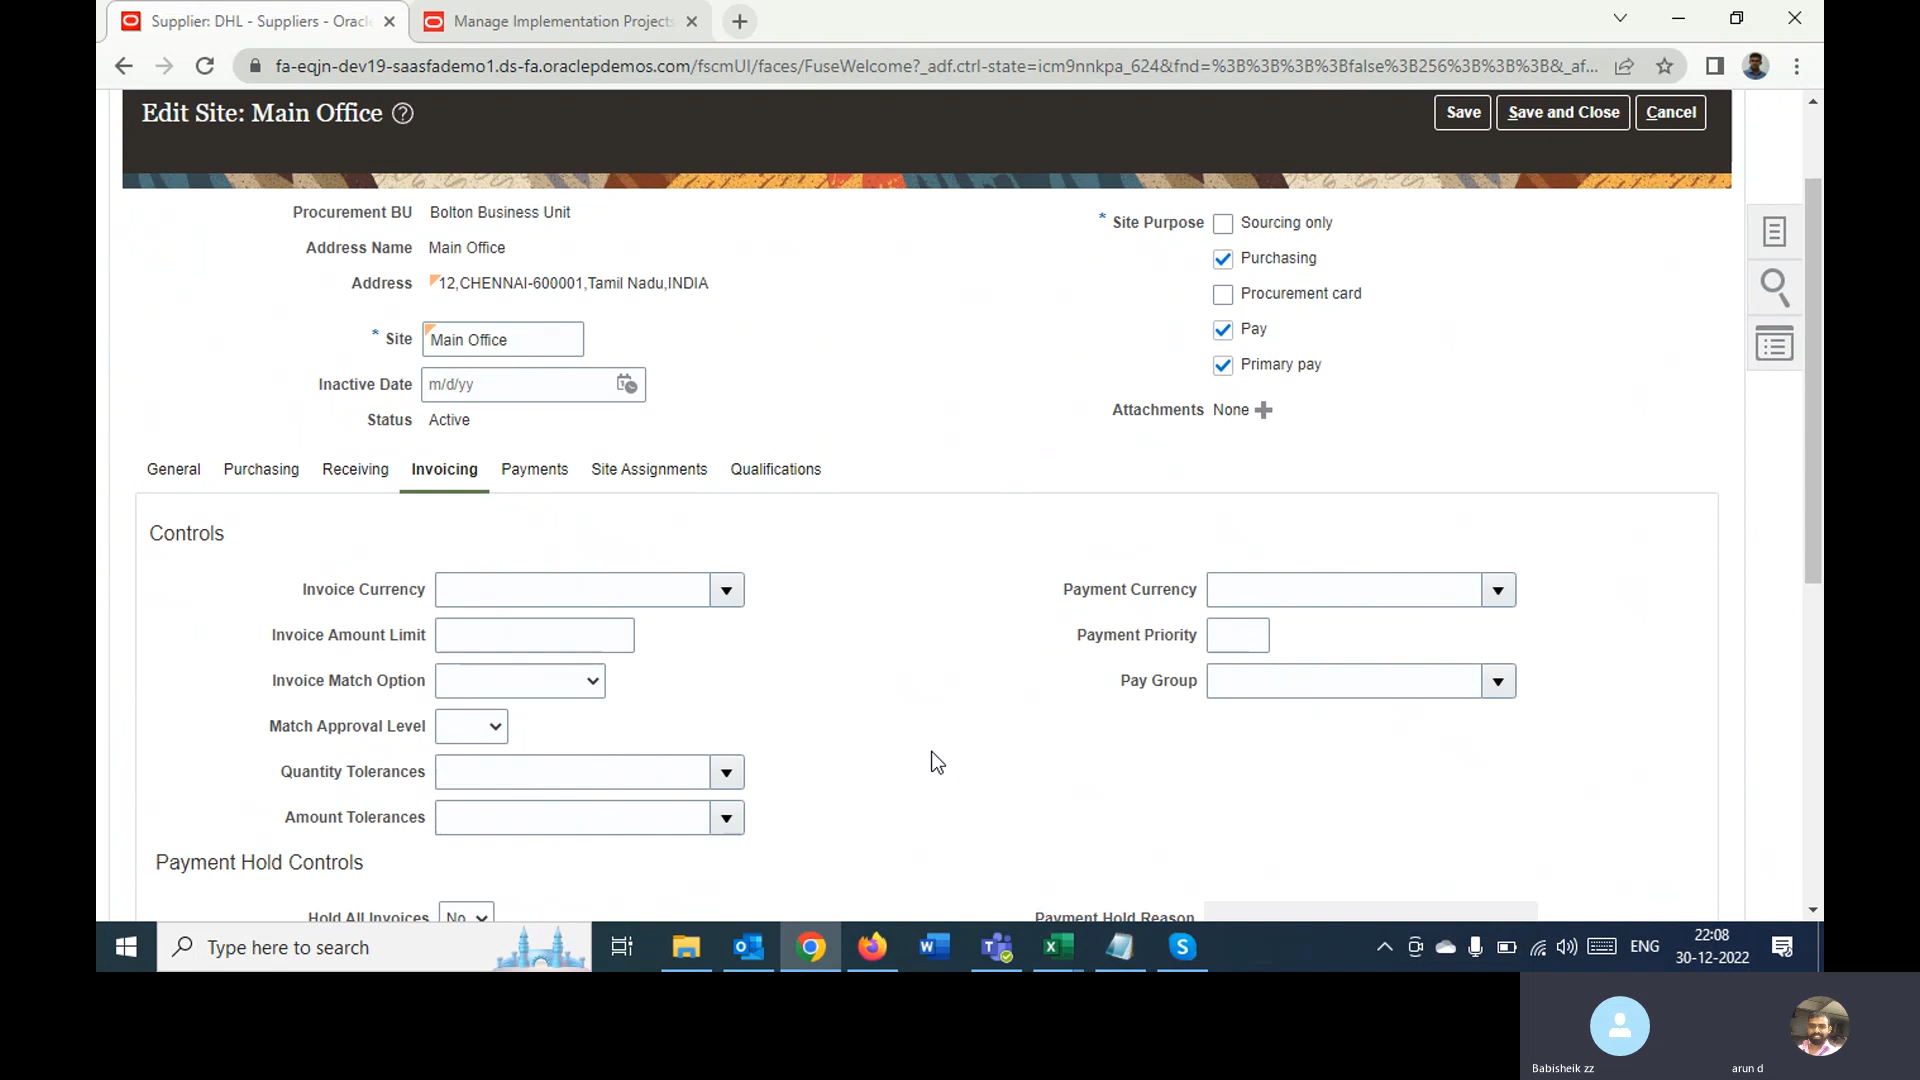 Supplier: DHL - Suppliers - Oracle
Manage Implementation Projects
fa-eqjn-dev19-saasfademo1.ds-fa.oraclepdemos.com/fscmUI/faces/FuseWelcome?_adf.ctrl-state=icm9nnkpa_624&fnd=%3B%3B%3B%3Bfalse%3B256%3B%3B%3B&_af...
Edit Site: Main Office ?
Save
Save and Close
Cancel
Procurement BU Bolton Business Unit
Address Name Main Office
Address 12,CHENNAI-600001,Tamil Nadu,INDIA
* Site Main Office
Inactive Date m/d/yy
Status Active
* Site Purpose Sourcing only
Purchasing
Procurement card
Pay
Primary pay
Attachments None
General Purchasing Receiving Invoicing Payments Site Assignments Qualifications
Controls
Invoice Currency
Invoice Amount Limit
Invoice Match Option
Match Approval Level
Quantity Tolerances
Amount Tolerances
Payment Currency
Payment Priority
Pay Group
Payment Hold Controls
Hold All Invoices No
Payment Hold Reason
Type here to search
ENG
22:08
30-12-2022
Babisheik zz
arun d